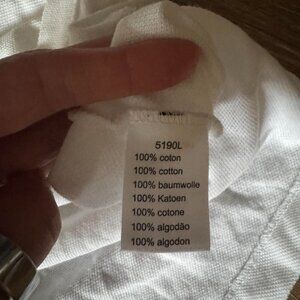 5190L
100% coton
100% cotton
100% baumwolle
100% Katoen
100% cotone
100% algodão
100% algodon